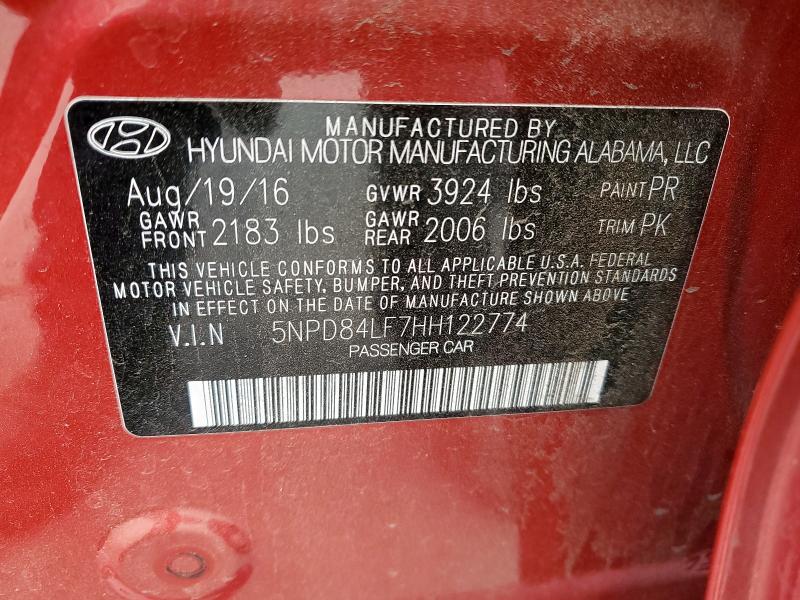 MANUFACTURED BY
HYUNDAI MOTOR MANUFACTURING ALABAMA, LLC
Aug/19/16 GVWR 3924 lbs PAINT PR
GAWR FRONT 2183 lbs GAWR REAR 2006 lbs TRIM PK
THIS VEHICLE CONFORMS TO ALL APPLICABLE U.S.A. FEDERAL
MOTOR VEHICLE SAFETY, BUMPER, AND THEFT PREVENTION STANDARDS
IN EFFECT ON THE DATE OF MANUFACTURE SHOWN ABOVE
V.I.N 5NPD84LF7HH122774
PASSENGER CAR